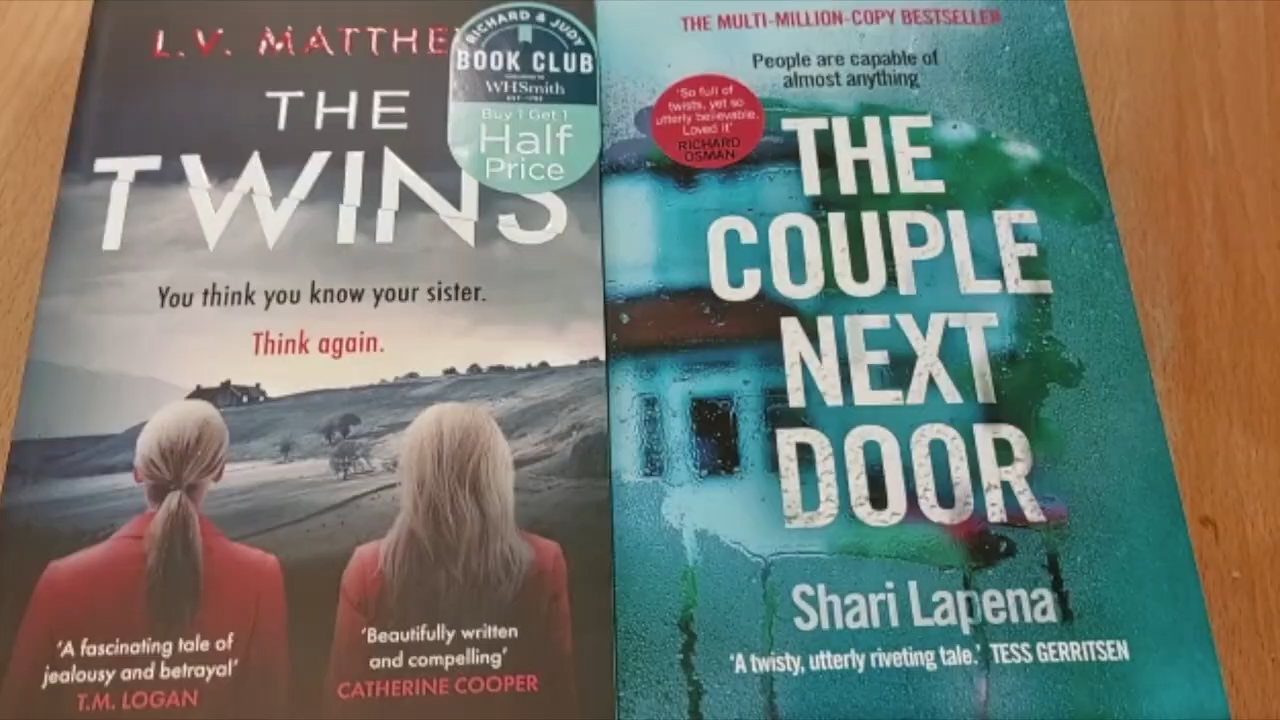 L.V. MATTHE
RICHARD & JUDY
BOOK CLUB
WHSmith
Buy 1 Get 1
Half
Price
THE
TWINS
You think you know your sister.
Think again.
'A fascinating tale of
jealousy and betrayal'
T.M. LOGAN
'Beautifully written
and compelling'
CATHERINE COOPER
THE MULTI-MILLION-COPY BESTSELLER
People are capable of
almost anything
'So full of
twists, yet so
utterly believable.
Loved it'
RICHARD
OSMAN
THE
COUPLE
NEXT
DOOR
Shari Lapena
'A twisty, utterly riveting tale.' TESS GERRITSEN